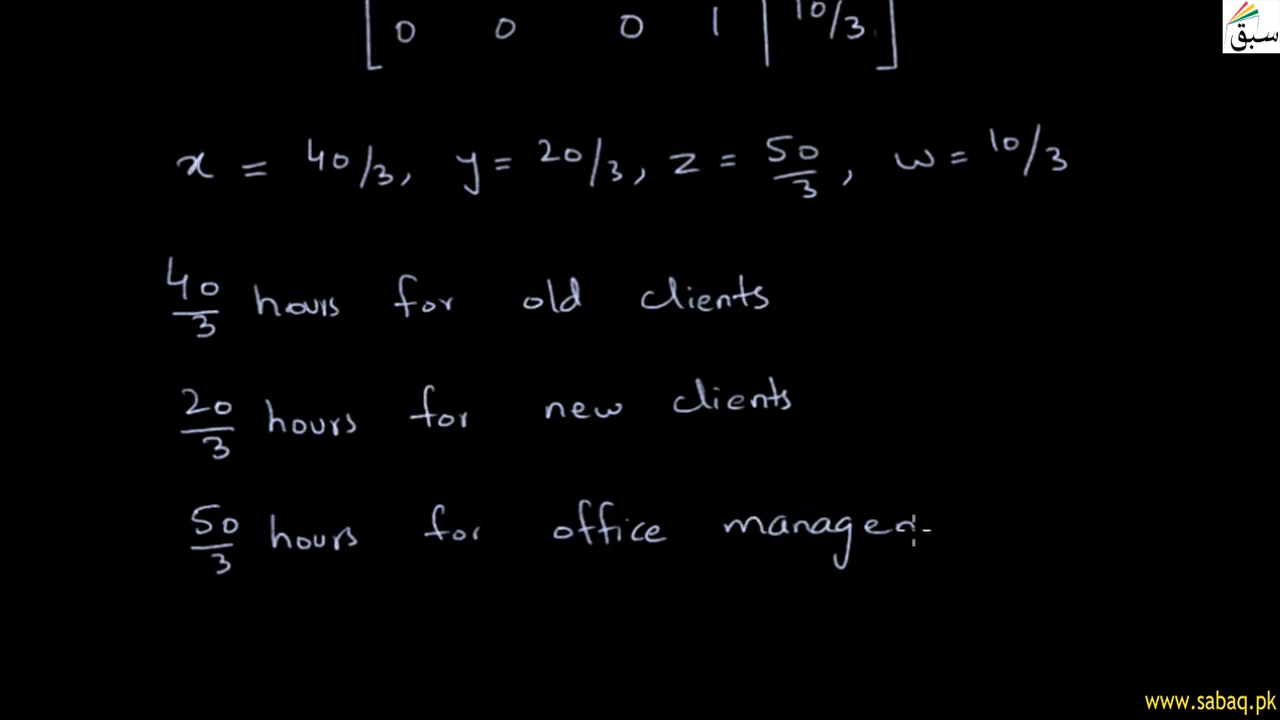 0 0 0 1 | 10/3
سبق
x = 40/3, y = 20/3, z = 50/3, w = 10/3
40/3 hours for old clients
20/3 hours for new clients
50/3 hours for office manage
www.sabaq.pk